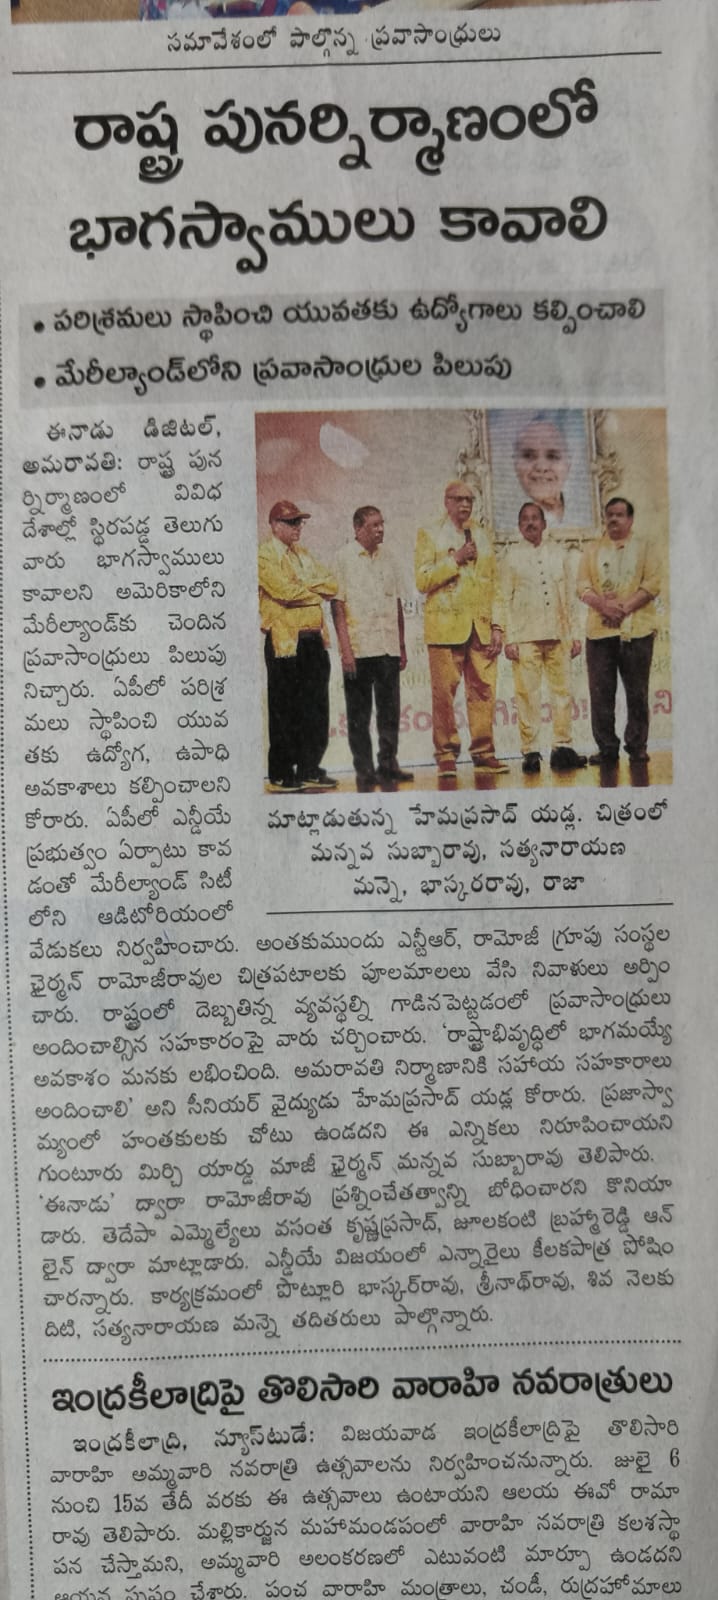 సమావేశంలో పాల్గొన్న ప్రవాసాంధ్రులు
రాష్ట్ర పునర్నిర్మాణంలో
భాగస్వాములు కావాలి
• పరిశ్రమలు స్థాపించి యువతకు ఉద్యోగాలు కల్పించాలి
• మేరీల్యాండ్‌లోని ప్రవాసాంధ్రుల పిలుపు
ఈనాడు డిజిటల్,
అమరావతి: రాష్ట్ర పున
ర్నిర్మాణంలో వివిధ
దేశాల్లో స్థిరపడ్డ తెలుగు
వారు భాగస్వాములు
కావాలని అమెరికాలోని
మేరీల్యాండ్‌కు చెందిన
ప్రవాసాంధ్రులు పిలుపు
నిచ్చారు. ఏపీలో పరిశ్ర
మలు స్థాపించి యువ
తకు ఉద్యోగ, ఉపాధి
అవకాశాలు కల్పించాలని
కోరారు. ఏపీలో ఎన్డీయే
ప్రభుత్వం ఏర్పాటు కావ
డంతో మేరీల్యాండ్ సిటీ
లోని ఆడిటోరియంలో
మాట్లాడుతున్న హేమప్రసాద్ యడ్ల. చిత్రంలో
మన్నవ సుబ్బారావు, సత్యనారాయణ
మన్నె, భాస్కరరావు, రాజా
వేడుకలు నిర్వహించారు. అంతకుముందు ఎన్టీఆర్, రామోజీ గ్రూపు సంస్థల
ఛైర్మన్ రామోజీరావుల చిత్రపటాలకు పూలమాలలు వేసి నివాళులు అర్పిం
చారు. రాష్ట్రంలో దెబ్బతిన్న వ్యవస్థల్ని గాడినపెట్టడంలో ప్రవాసాంధ్రులు
అందించాల్సిన సహకారంపై వారు చర్చించారు. ‘రాష్ట్రాభివృద్ధిలో భాగమయ్యే
అవకాశం మనకు లభించింది. అమరావతి నిర్మాణానికి సహాయ సహకారాలు
అందించాలి’ అని సీనియర్ వైద్యుడు హేమప్రసాద్ యడ్ల కోరారు. ప్రజాస్వా
మ్యంలో హంతకులకు చోటు ఉండదని ఈ ఎన్నికలు నిరూపించాయని
గుంటూరు మిర్చి యార్డు మాజీ ఛైర్మన్ మన్నవ సుబ్బారావు తెలిపారు.
‘ఈనాడు’ ద్వారా రామోజీరావు ప్రశ్నించేతత్వాన్ని బోధించారని కొనియా
డారు. తెదేపా ఎమ్మెల్యేలు వసంత కృష్ణప్రసాద్, జూలకంటి బ్రహ్మారెడ్డి ఆన్
లైన్ ద్వారా మాట్లాడారు. ఎన్డీయే విజయంలో ఎన్నారైలు కీలకపాత్ర పోషిం
చారన్నారు. కార్యక్రమంలో పొట్లూరి భాస్కర్‌రావు, శ్రీనాథ్‌రావు, శివ నెలకు
దిటి, సత్యనారాయణ మన్నె తదితరులు పాల్గొన్నారు.
ఇంద్రకీలాద్రిపై తొలిసారి వారాహి నవరాత్రులు
ఇంద్రకీలాద్రి, న్యూస్‌టుడే: విజయవాడ ఇంద్రకీలాద్రిపై తొలిసారి
వారాహి అమ్మవారి నవరాత్రి ఉత్సవాలను నిర్వహించనున్నారు. జులై 6
నుంచి 15వ తేదీ వరకు ఈ ఉత్సవాలు ఉంటాయని ఆలయ ఈవో రామా
రావు తెలిపారు. మల్లికార్జున మహామండపంలో వారాహి నవరాత్రి కలశస్థా
పన చేస్తామని, అమ్మవారి అలంకరణలో ఎటువంటి మార్పూ ఉండదని
ఆయన స్పష్టం చేశారు. పంచ వారాహి మంత్రాలు, చండీ, రుద్రహోమాలు